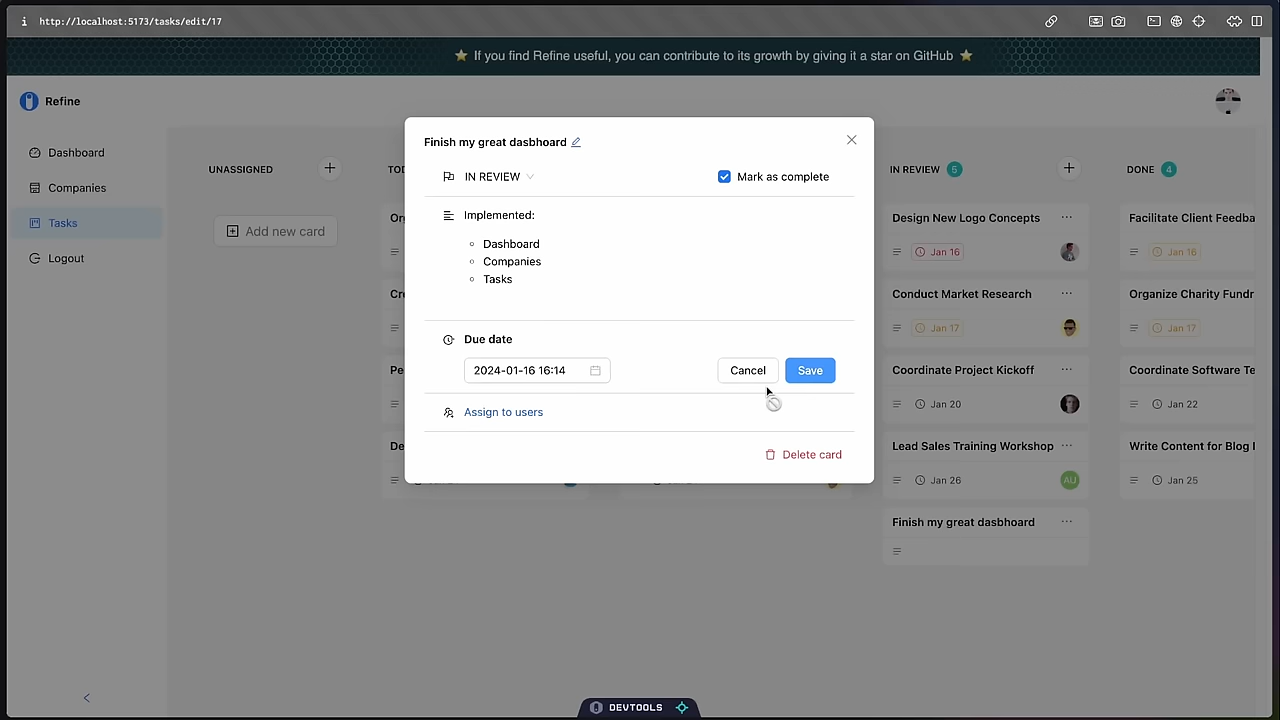 http://localhost:5173/tasks/edit/17
⭐ If you find Refine useful, you can contribute to its growth by giving it a star on GitHub ⭐
Refine
Dashboard
Companies
Tasks
Logout
UNASSIGNED
Add new card
Finish my great dasbhoard
IN REVIEW
Mark as complete
Implemented:
Dashboard
Companies
Tasks
Due date
2024-01-16 16:14
Cancel
Save
Assign to users
Delete card
IN REVIEW 5
Design New Logo Concepts
Jan 16
Conduct Market Research
Jan 17
Coordinate Project Kickoff
Jan 20
Lead Sales Training Workshop
Jan 26
AU
Finish my great dasbhoard
DONE 4
Facilitate Client Feedba
Jan 16
Organize Charity Fundr
Jan 17
Coordinate Software Te
Jan 22
Write Content for Blog
Jan 25
DEVTOOLS